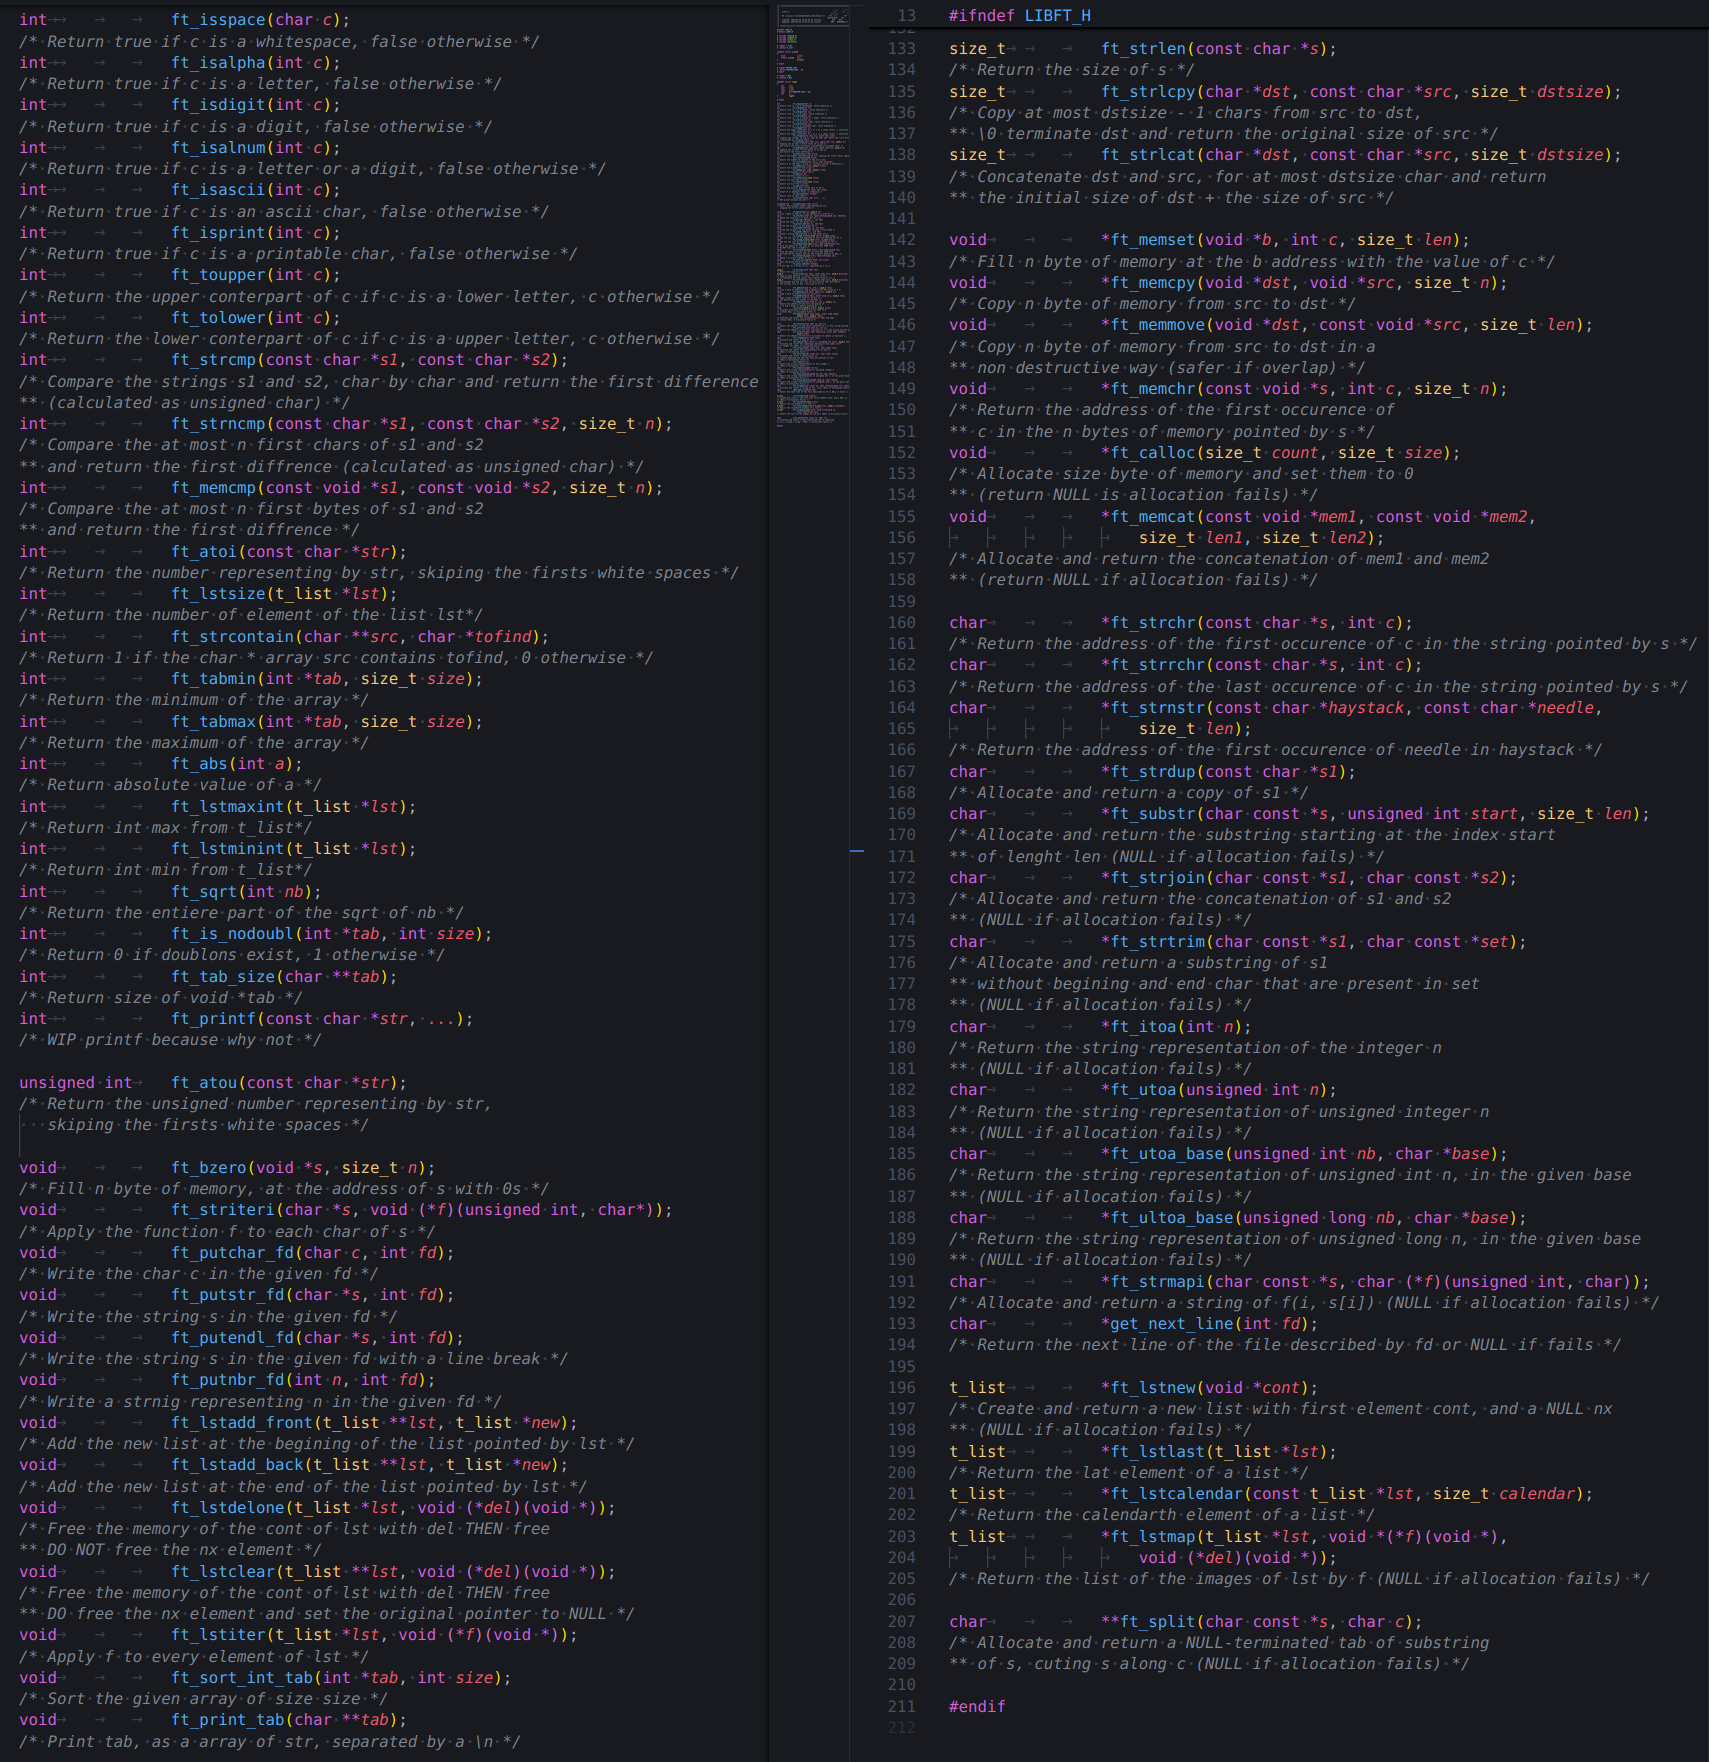 int ft_isspace(char c);
/* Return true if c is a whitespace, false otherwise */
int ft_isalpha(int c);
/* Return true if c is a letter, false otherwise */
int ft_isdigit(int c);
/* Return true if c is a digit, false otherwise */
int ft_isalnum(int c);
/* Return true if c is a letter or a digit, false otherwise */
int ft_isascii(int c);
/* Return true if c is an ascii char, false otherwise */
int ft_isprint(int c);
/* Return true if c is a printable char, false otherwise */
int ft_toupper(int c);
/* Return the upper conterpart of c if c is a lower letter, c otherwise */
int ft_tolower(int c);
/* Return the lower conterpart of c if c is a upper letter, c otherwise */
int ft_strcmp(const char *s1, const char *s2);
/* Compare the strings s1 and s2, char by char and return the first difference
** (calculated as unsigned char) */
int ft_strncmp(const char *s1, const char *s2, size_t n);
/* Compare the at most n first chars of s1 and s2
** and return the first diffrence (calculated as unsigned char) */
int ft_memcmp(const void *s1, const void *s2, size_t n);
/* Compare the at most n first bytes of s1 and s2
** and return the first diffrence */
int ft_atoi(const char *str);
/* Return the number representing by str, skiping the firsts white spaces */
int ft_lstsize(t_list *lst);
/* Return the number of element of the list lst*/
int ft_strcontain(char **src, char *tofind);
/* Return 1 if the char * array src contains tofind, 0 otherwise */
int ft_tabmin(int *tab, size_t size);
/* Return the minimum of the array */
int ft_tabmax(int *tab, size_t size);
/* Return the maximum of the array */
int ft_abs(int a);
/* Return absolute value of a */
int ft_lstmaxint(t_list *lst);
/* Return int max from t_list*/
int ft_lstminint(t_list *lst);
/* Return int min from t_list*/
int ft_sqrt(int nb);
/* Return the entiere part of the sqrt of nb */
int ft_is_nodoubl(int *tab, int size);
/* Return 0 if doublons exist, 1 otherwise */
int ft_tab_size(char **tab);
/* Return size of void *tab */
int ft_printf(const char *str, ...);
/* WIP printf because why not */
unsigned int ft_atou(const char *str);
/* Return the unsigned number representing by str,
skiping the firsts white spaces */
void ft_bzero(void *s, size_t n);
/* Fill n byte of memory, at the address of s with 0s */
void ft_striteri(char *s, void (*f)(unsigned int, char*));
/* Apply the function f to each char of s */
void ft_putchar_fd(char c, int fd);
/* Write the char c in the given fd */
void ft_putstr_fd(char *s, int fd);
/* Write the string s in the given fd */
void ft_putendl_fd(char *s, int fd);
/* Write the string s in the given fd with a line break */
void ft_putnbr_fd(int n, int fd);
/* Write a strnig representing n in the given fd */
void ft_lstadd_front(t_list **lst, t_list *new);
/* Add the new list at the begining of the list pointed by lst */
void ft_lstadd_back(t_list **lst, t_list *new);
/* Add the new list at the end of the list pointed by lst */
void ft_lstdelone(t_list *lst, void (*del)(void *));
/* Free the memory of the cont of lst with del THEN free
** DO NOT free the nx element */
void ft_lstclear(t_list **lst, void (*del)(void *));
/* Free the memory of the cont of lst with del THEN free
** DO free the nx element and set the original pointer to NULL */
void ft_lstiter(t_list *lst, void (*f)(void *));
/* Apply f to every element of lst */
void ft_sort_int_tab(int *tab, int size);
/* Sort the given array of size size */
void ft_print_tab(char **tab);
/* Print tab, as a array of str, separated by a \n */
13 #ifndef LIBFT_H
133 size_t ft_strlen(const char *s);
134 /* Return the size of s */
135 size_t ft_strlcpy(char *dst, const char *src, size_t dstsize);
136 /* Copy at most dstsize - 1 chars from src to dst,
137 ** \0 terminate dst and return the original size of src */
138 size_t ft_strlcat(char *dst, const char *src, size_t dstsize);
139 /* Concatenate dst and src, for at most dstsize char and return
140 ** the initial size of dst + the size of src */
141
142 void *ft_memset(void *b, int c, size_t len);
143 /* Fill n byte of memory at the b address with the value of c */
144 void *ft_memcpy(void *dst, void *src, size_t n);
145 /* Copy n byte of memory from src to dst */
146 void *ft_memmove(void *dst, const void *src, size_t len);
147 /* Copy n byte of memory from src to dst in a
148 ** non destructive way (safer if overlap) */
149 void *ft_memchr(const void *s, int c, size_t n);
150 /* Return the address of the first occurence of
151 ** c in the n bytes of memory pointed by s */
152 void *ft_calloc(size_t count, size_t size);
153 /* Allocate size byte of memory and set them to 0
154 ** (return NULL is allocation fails) */
155 void *ft_memcat(const void *mem1, const void *mem2,
156 size_t len1, size_t len2);
157 /* Allocate and return the concatenation of mem1 and mem2
158 ** (return NULL if allocation fails) */
159
160 char *ft_strchr(const char *s, int c);
161 /* Return the address of the first occurence of c in the string pointed by s */
162 char *ft_strrchr(const char *s, int c);
163 /* Return the address of the last occurence of c in the string pointed by s */
164 char *ft_strnstr(const char *haystack, const char *needle,
165 size_t len);
166 /* Return the address of the first occurence of needle in haystack */
167 char *ft_strdup(const char *s1);
168 /* Allocate and return a copy of s1 */
169 char *ft_substr(char const *s, unsigned int start, size_t len);
170 /* Allocate and return the substring starting at the index start
171 ** of lenght len (NULL if allocation fails) */
172 char *ft_strjoin(char const *s1, char const *s2);
173 /* Allocate and return the concatenation of s1 and s2
174 ** (NULL if allocation fails) */
175 char *ft_strtrim(char const *s1, char const *set);
176 /* Allocate and return a substring of s1
177 ** without begining and end char that are present in set
178 ** (NULL if allocation fails) */
179 char *ft_itoa(int n);
180 /* Return the string representation of the integer n
181 ** (NULL if allocation fails) */
182 char *ft_utoa(unsigned int n);
183 /* Return the string representation of unsigned integer n
184 ** (NULL if allocation fails) */
185 char *ft_utoa_base(unsigned int nb, char *base);
186 /* Return the string representation of unsigned int n, in the given base
187 ** (NULL if allocation fails) */
188 char *ft_ultoa_base(unsigned long nb, char *base);
189 /* Return the string representation of unsigned long n, in the given base
190 ** (NULL if allocation fails) */
191 char *ft_strmapi(char const *s, char (*f)(unsigned int, char));
192 /* Allocate and return a string of f(i, s[i]) (NULL if allocation fails) */
193 char *get_next_line(int fd);
194 /* Return the next line of the file described by fd or NULL if fails */
195
196 t_list *ft_lstnew(void *cont);
197 /* Create and return a new list with first element cont, and a NULL nx
198 ** (NULL if allocation fails) */
199 t_list *ft_lstlast(t_list *lst);
200 /* Return the lat element of a list */
201 t_list *ft_lstcalendar(const t_list *lst, size_t calendar);
202 /* Return the calendarth element of a list */
203 t_list *ft_lstmap(t_list *lst, void *(*f)(void *),
204 void (*del)(void *));
205 /* Return the list of the images of lst by f (NULL if allocation fails) */
206
207 char **ft_split(char const *s, char c);
208 /* Allocate and return a NULL-terminated tab of substring
209 ** of s, cuting s along c (NULL if allocation fails) */
210
211 #endif
212